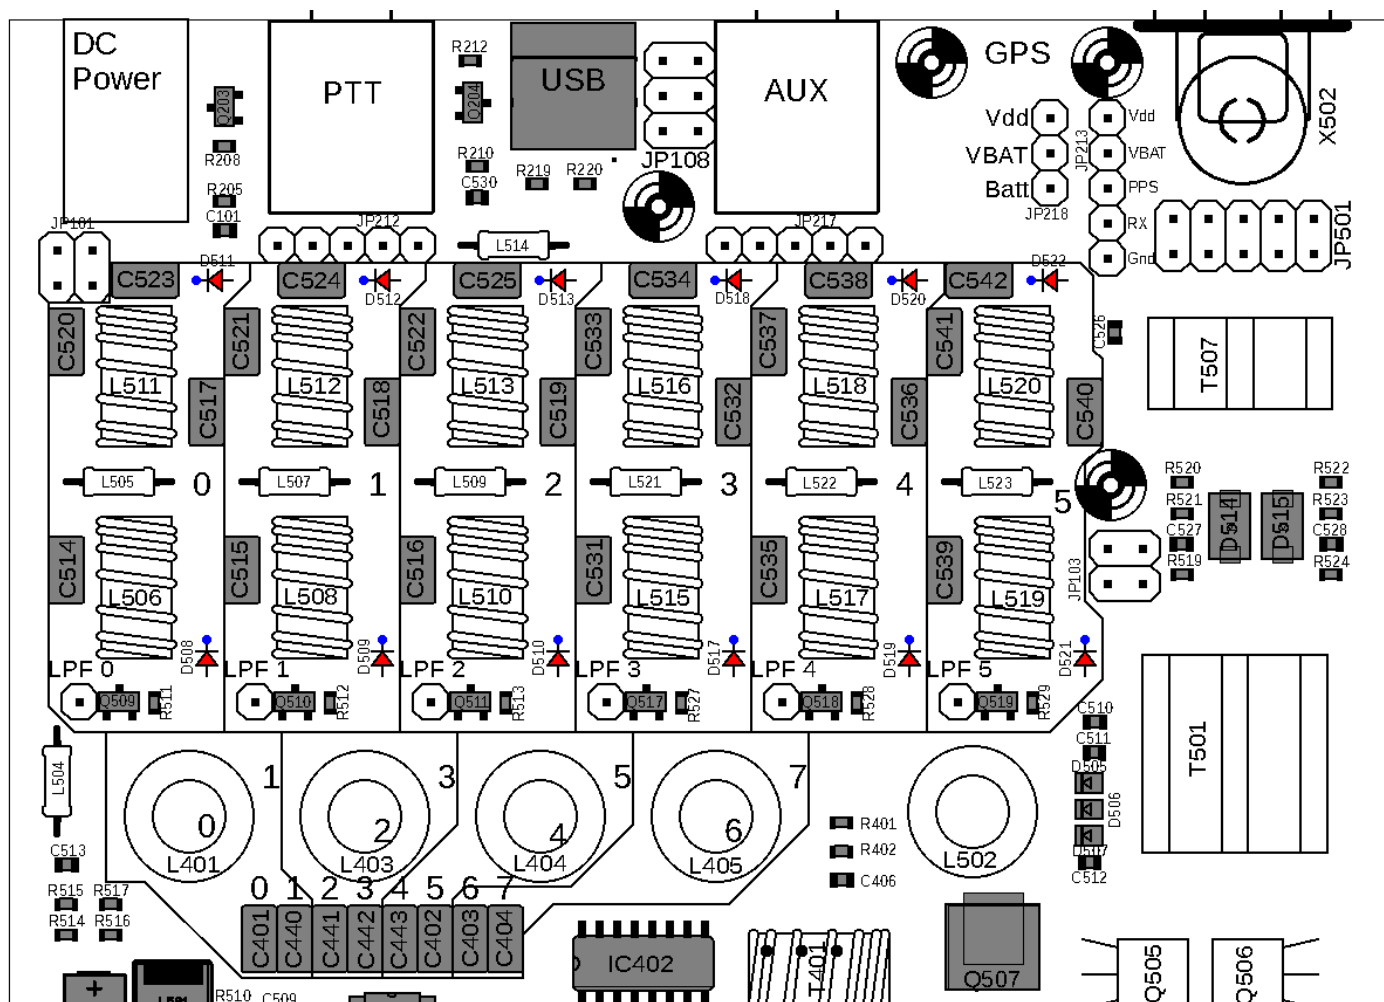 DC
Power
PTT
R212
USB
AUX
GPS
X502
Q203
Q204
Vdd
Vdd
R208
R210
JP108
VBAT
JP213
VBAT
R205
C530
R219
R220
Batt
PPS
C101
JP218
JP101
JP212
JP217
RX
JP501
L514
Gnd
D511
D522
C523
C524
C525
C534
C538
C542
D512
D513
D518
D520
C520
C521
C522
C533
C537
C541
C526
L511
L512
L513
L516
L518
L520
T507
C517
C518
C519
C532
C536
C540
L505
0
L507
1
L509
2
L521
3
L522
4
L523
5
R520
R522
R521
D514
D515
R523
C527
C528
R519
R524
C514
C515
C516
C531
C535
C539
JP103
L506
L508
L510
L515
L517
L519
D508
D509
D510
D517
D519
D521
LPF 0
LPF 1
LPF 2
LPF 3
LPF 4
LPF 5
Q509
R511
Q510
R512
Q511
R513
Q517
R527
Q518
R528
Q519
R529
C510
C511
T501
L504
1
3
5
7
D505
D506
D507
0
2
4
6
R401
C513
L401
L403
L404
L405
R402
L502
C512
C406
R515
R517
0 1 2 3 4 5 6 7
R514
R516
C401
C440
C441
C442
C443
C402
C403
C404
IC402
T401
Q507
Q505
Q506
+
R510
C509